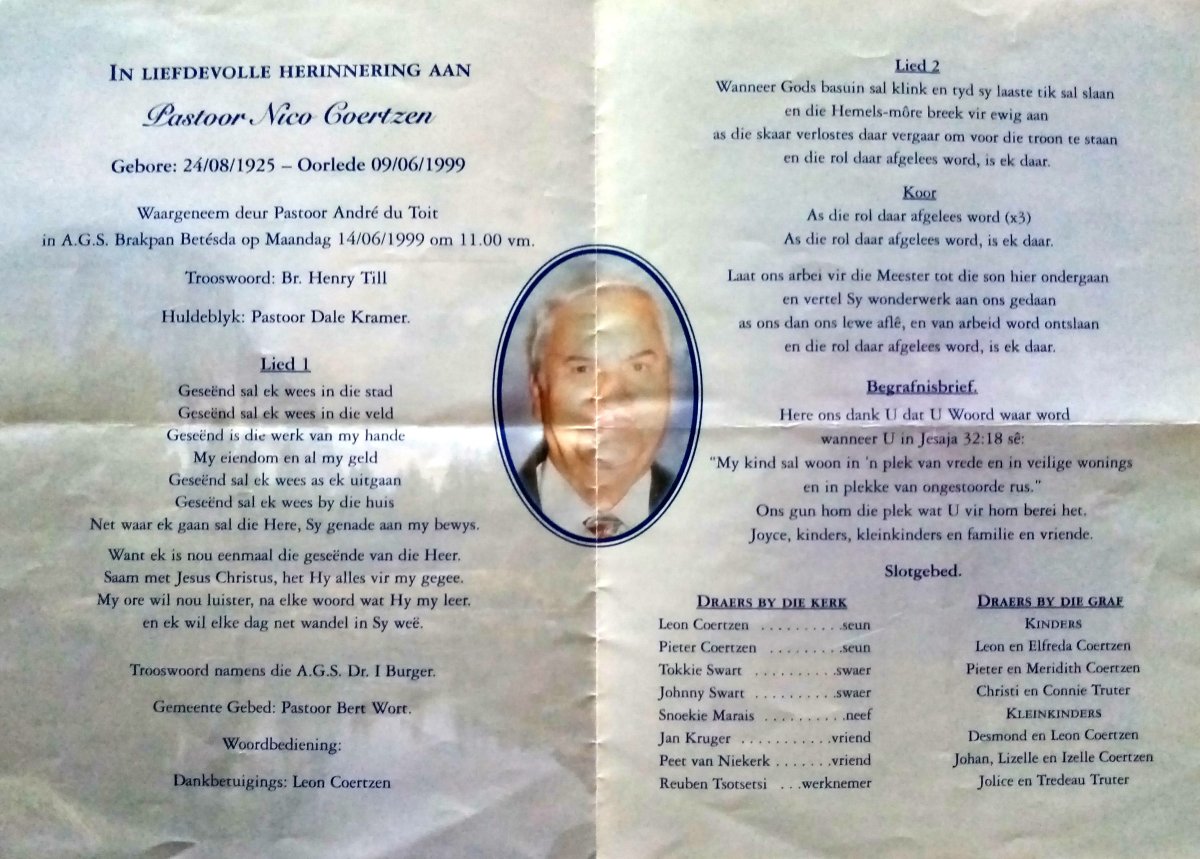 IN LIEFDEVOLLE HERINNERING AAN
Pastoor Nico Coertzen
Gebore: 24/08/1925 – Oorlede 09/06/1999
Waargeneem deur Pastoor André du Toit
in A.G.S. Brakpan Betésda op Maandag 14/06/1999 om 11.00 vm.
Trooswoord: Br. Henry Till
Huldeblyk: Pastoor Dale Kramer.
Lied 1
Geseënd sal ek wees in die stad
Geseënd sal ek wees in die veld
Geseënd is die werk van my hande
My eiendom en al my geld
Geseënd sal ek wees as ek uitgaan
Geseënd sal ek wees by die huis
Net waar ek gaan sal die Here, Sy genade aan my bewys.
Want ek is nou eenmaal die geseënde van die Heer.
Saam met Jesus Christus, het Hy alles vir my gegee.
My ore wil nou luister, na elke woord wat Hy my leer.
en ek wil elke dag net wandel in Sy weë.
Trooswoord namens die A.G.S. Dr. I Burger.
Gemeente Gebed: Pastoor Bert Wort.
Woordbediening:
Dankbetuigings: Leon Coertzen
Lied 2
Wanneer Gods basuin sal klink en tyd sy laaste tik sal slaan
en die Hemels-môre breek vir ewig aan
as die skaar verlostes daar vergaar om voor die troon te staan
en die rol daar afgelees word, is ek daar.
Koor
As die rol daar afgelees word (x3)
As die rol daar afgelees word, is ek daar.
Laat ons arbei vir die Meester tot die son hier ondergaan
en vertel Sy wonderwerk aan ons gedaan
as ons dan ons lewe aflê, en van arbeid word ontslaan
en die rol daar afgelees word, is ek daar.
Begrafnisbrief.
Here ons dank U dat U Woord waar word
wanneer U in Jesaja 32:18 sê:
"My kind sal woon in 'n plek van vrede en in veilige wonings
en in plekke van ongestoorde rus."
Ons gun hom die plek wat U vir hom berei het.
Joyce, kinders, kleinkinders en familie en vriende.
Slotgebed.
DRAERS BY DIE KERK
Leon Coertzen . . . . . . . . . .seun
Pieter Coertzen . . . . . . . . .seun
Tokkie Swart . . . . . . . . . . .swaer
Johnny Swart . . . . . . . . . . .swaer
Snoekie Marais . . . . . . . . . .neef
Jan Kruger . . . . . . . . . . . .vriend
Peet van Niekerk . . . . . . .vriend
Reuben Tsotsetsi . . .werknemer
DRAERS BY DIE GRAF
KINDERS
Leon en Elfreda Coertzen
Pieter en Meridith Coertzen
Christi en Connie Truter
KLEINKINDERS
Desmond en Leon Coertzen
Johan, Lizelle en Izelle Coertzen
Jolice en Tredeau Truter